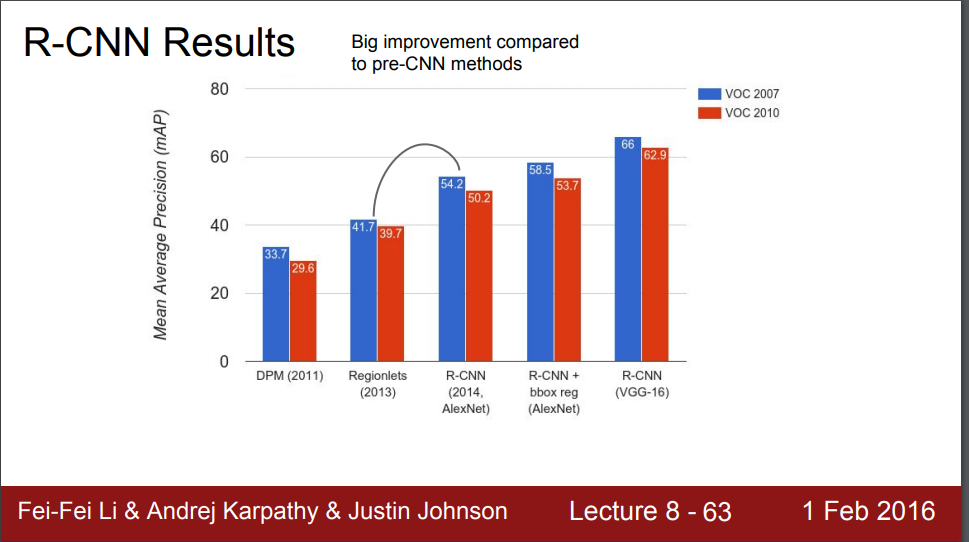 R-CNN Results
Big improvement compared
to pre-CNN methods
Mean Average Precision (mAP)
80
60
40
20
0
VOC 2007
VOC 2010
33.7
29.6
41.7
39.7
54.2
50.2
58.5
53.7
66
62.9
DPM (2011)
Regionlets
(2013)
R-CNN
(2014,
AlexNet)
R-CNN +
bbox reg
(AlexNet)
R-CNN
(VGG-16)
Fei-Fei Li & Andrej Karpathy & Justin Johnson
Lecture 8 - 63
1 Feb 2016